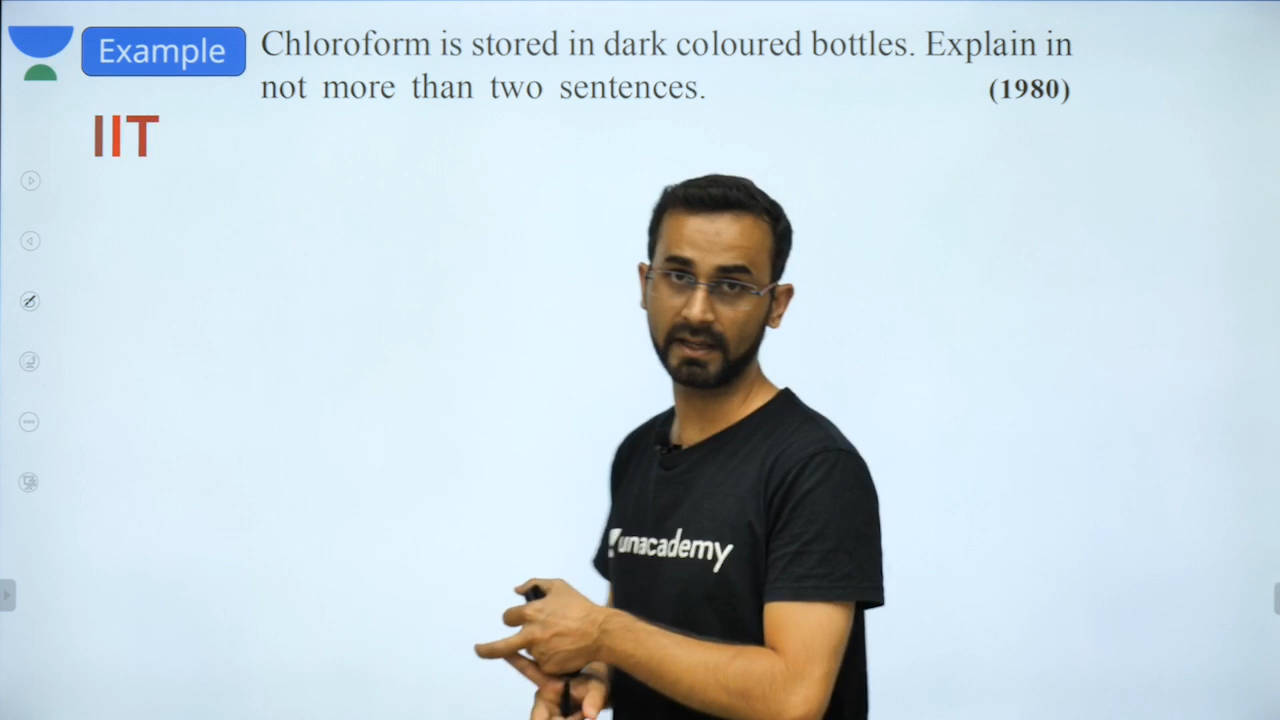 Example
Chloroform is stored in dark coloured bottles. Explain in
not more than two sentences.
(1980)
IIT
unacademy